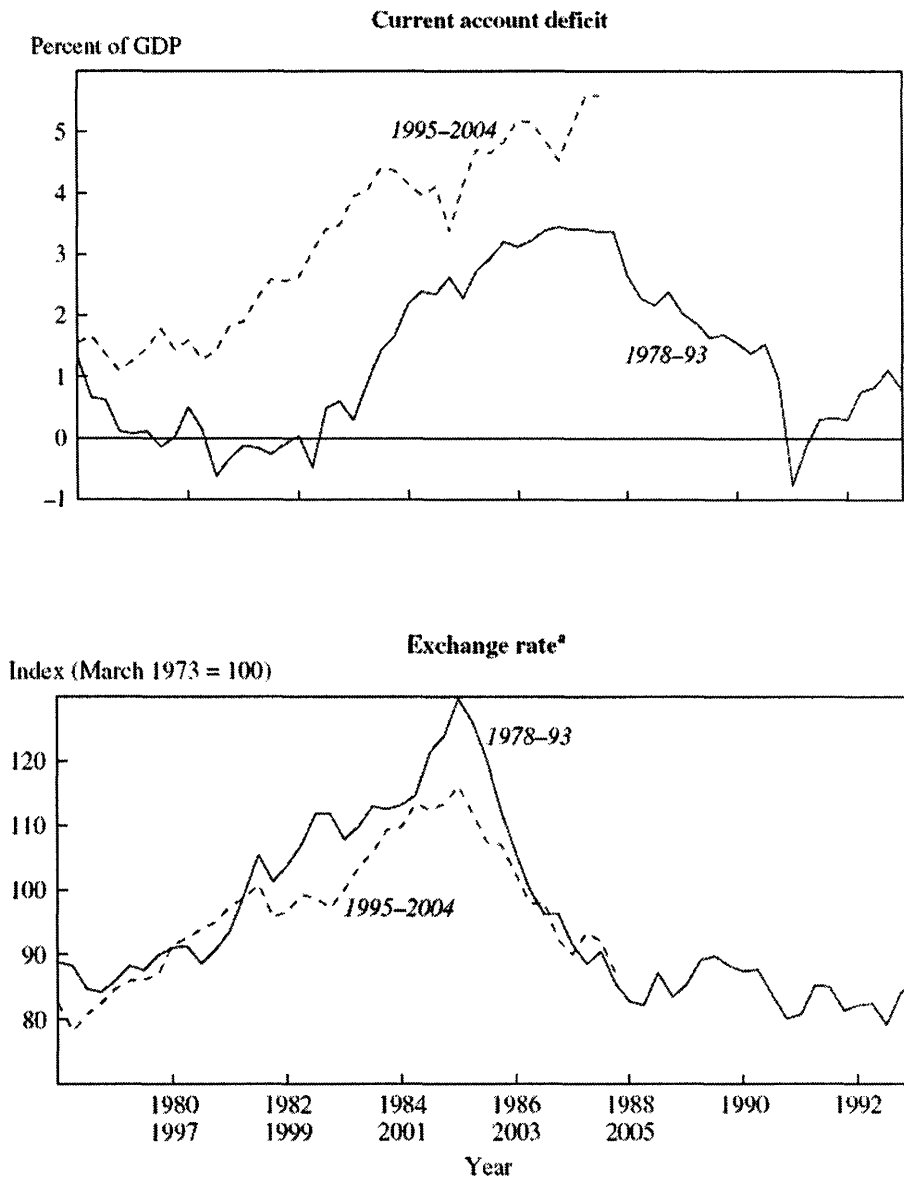 Current account deficit
Percent of GDP
5
1995–2004
4
3
2
1978–93
1
0
–1
Exchange rateª
Index (March 1973 = 100)
1978–93
120
110
100
1995–2004
90
80
1980 1982 1984 1986 1988 1990 1992
1997 1999 2001 2003 2005
Year